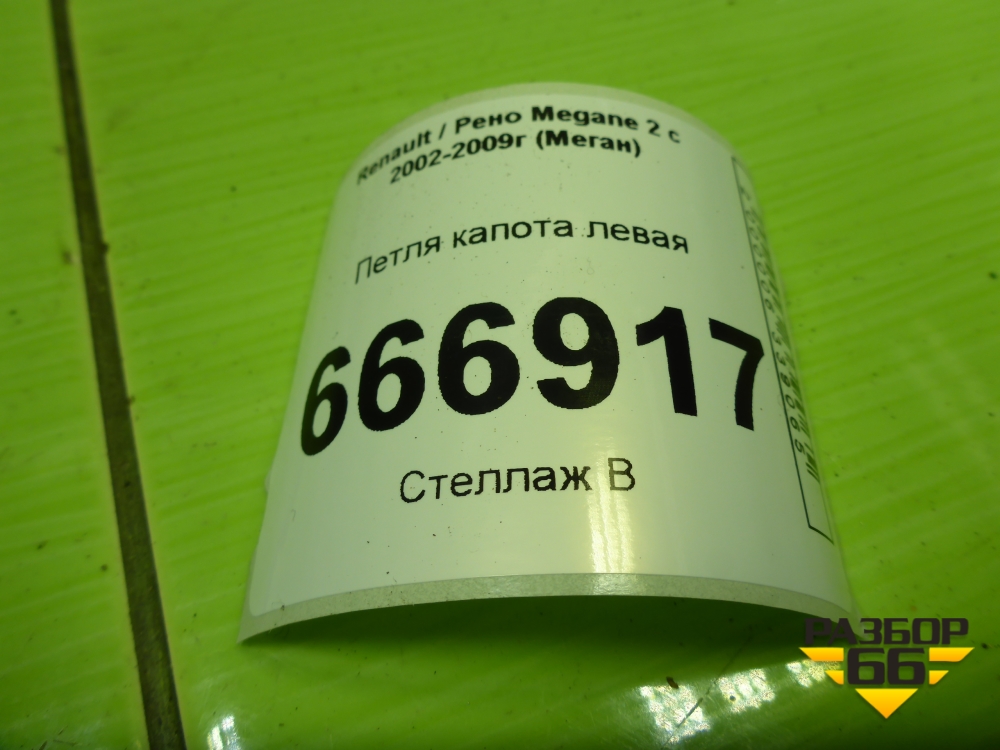 Renault / Рено Megane 2 с
2002-2009г (Меган)
Петля капота левая
666917
Стеллаж В
РАЗБОР
66